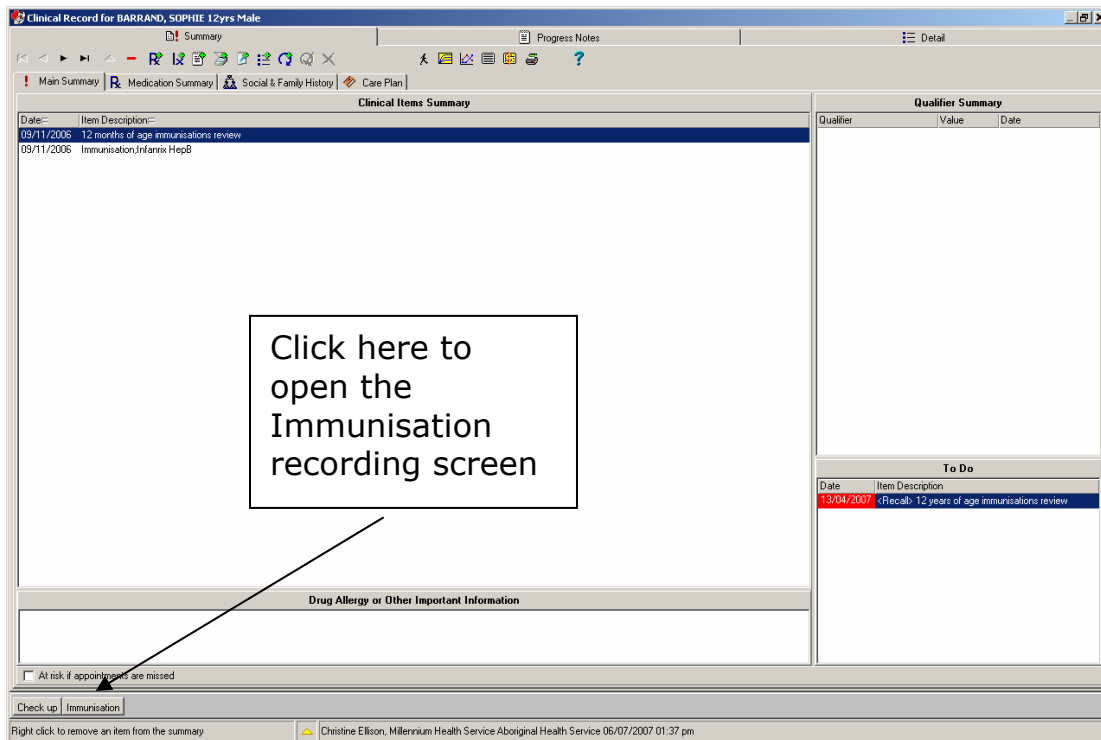 Clinical Record for BARRAND, SOPHIE 12yrs Male
Summary Progress Notes Detail
Main Summary Medication Summary Social & Family History Care Plan
Clinical Items Summary
Date Item Description
09/11/2006 12 months of age immunisations review
09/11/2006 Immunisation;Infanrix HepB
Qualifier Summary
Qualifier Value Date
Click here to
open the
Immunisation
recording screen
To Do
Date Item Description
13/04/2007 <Recall> 12 years of age immunisations review
Drug Allergy or Other Important Information
At risk if appointments are missed
Check up Immunisation
Right click to remove an item from the summary Christine Ellison, Millennium Health Service Aboriginal Health Service 06/07/2007 01:37 pm